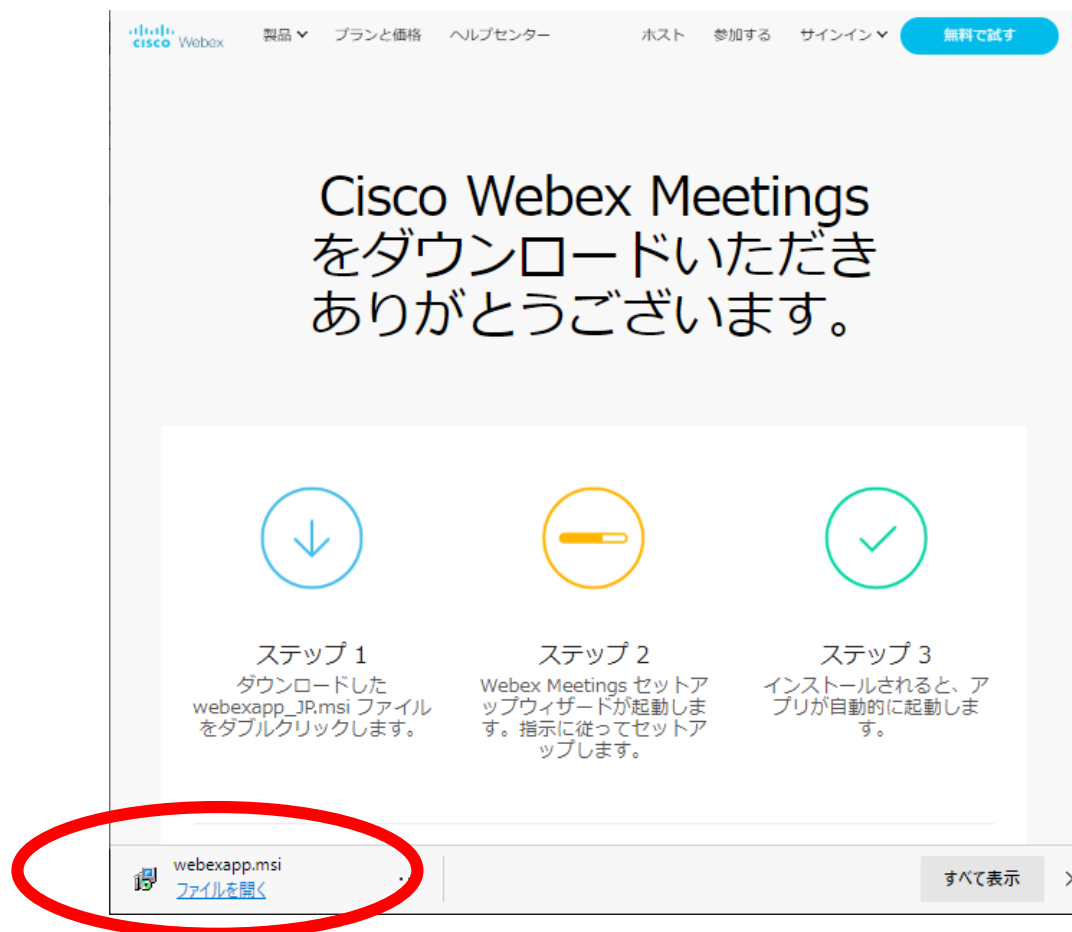 CISCO Webex 製品 プランと価格 ヘルプセンター ホスト 参加する サインイン 無料で試す
Cisco Webex Meetings
をダウンロードいただき
ありがとうございます。
ステップ 1
ダウンロードした
webexapp_JP.msi ファイル
をダブルクリックします。
ステップ 2
Webex Meetings セットア
ップウィザードが起動しま
す。指示に従ってセットア
ップします。
ステップ 3
インストールされると、ア
プリが自動的に起動しま
す。
webexapp.msi
ファイルを開く
すべて表示